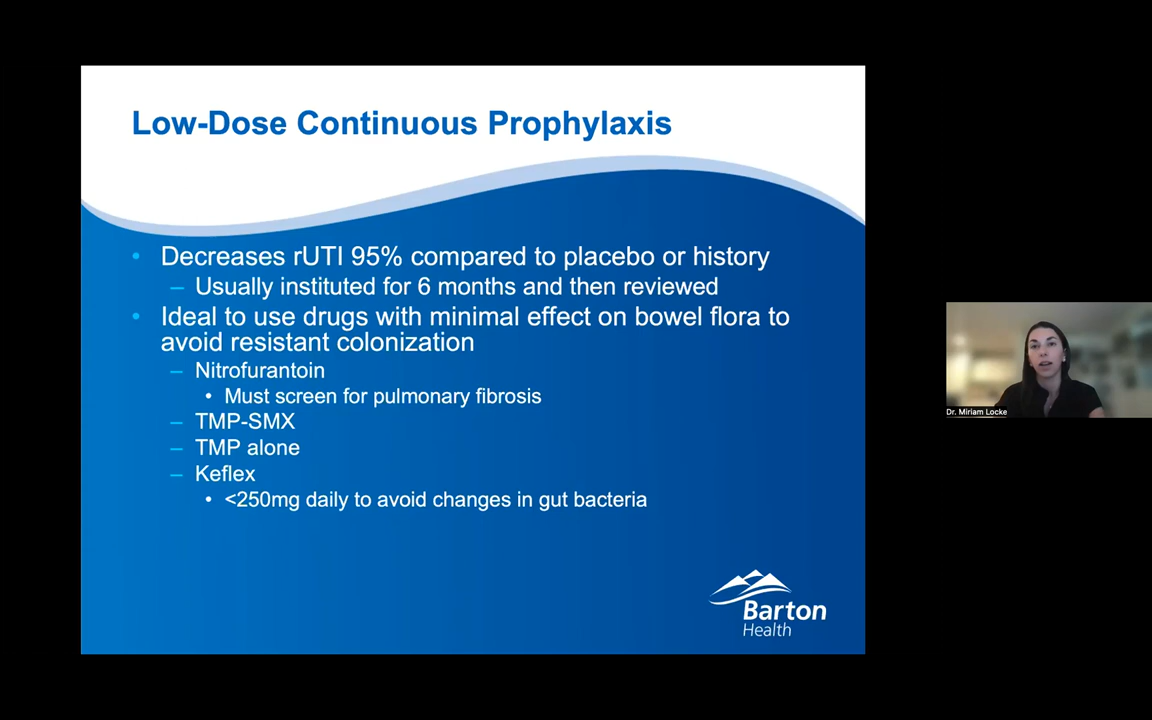 Low-Dose Continuous Prophylaxis
• Decreases rUTI 95% compared to placebo or history
– Usually instituted for 6 months and then reviewed
• Ideal to use drugs with minimal effect on bowel flora to
avoid resistant colonization
– Nitrofurantoin
• Must screen for pulmonary fibrosis
– TMP-SMX
– TMP alone
– Keflex
• <250mg daily to avoid changes in gut bacteria
Barton
Health
Dr. Miriam Locke